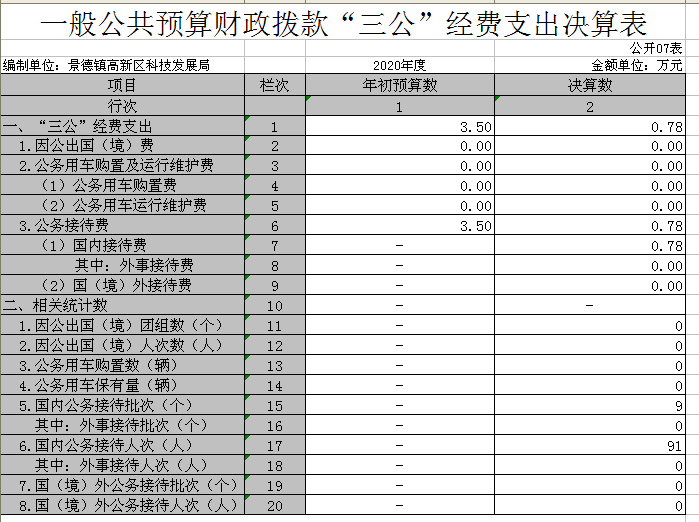 一般公共预算财政拨款“三公”经费支出决算表
公开07表
编制单位：景德镇高新区科技发展局 2020年度 金额单位：万元
项目 栏次 年初预算数 决算数
行次 1 2
一、“三公”经费支出 1 3.50 0.78
1.因公出国（境）费 2 0.00 0.00
2.公务用车购置及运行维护费 3 0.00 0.00
（1）公务用车购置费 4 0.00 0.00
（2）公务用车运行维护费 5 0.00 0.00
3.公务接待费 6 3.50 0.78
（1）国内接待费 7 － 0.78
其中：外事接待费 8 － 0.00
（2）国（境）外接待费 9 － 0.00
二、相关统计数 10 － －
1.因公出国（境）团组数（个） 11 － 0
2.因公出国（境）人次数（人） 12 － 0
3.公务用车购置数（辆） 13 － 0
4.公务用车保有量（辆） 14 － 0
5.国内公务接待批次（个） 15 － 9
其中：外事接待批次（个） 16 － 0
6.国内公务接待人次（人） 17 － 91
其中：外事接待人次（人） 18 － 0
7.国（境）外公务接待批次（个） 19 － 0
8.国（境）外公务接待人次（人） 20 － 0